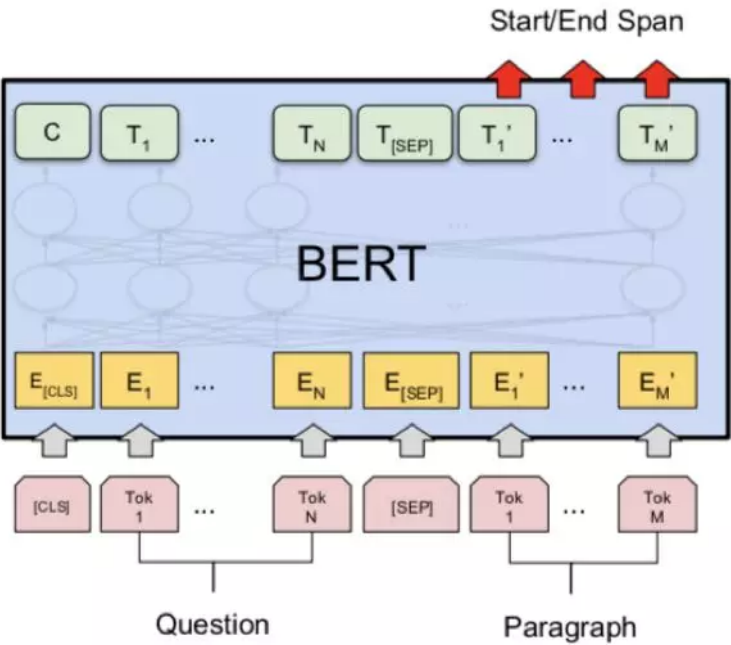 Start/End Span
C T1 ... TN T[SEP] T1' ... TM'
BERT
E[CLS] E1 ... EN E[SEP] E1' ... EM'
[CLS] Tok 1 ... Tok N [SEP] Tok 1 ... Tok M
Question Paragraph